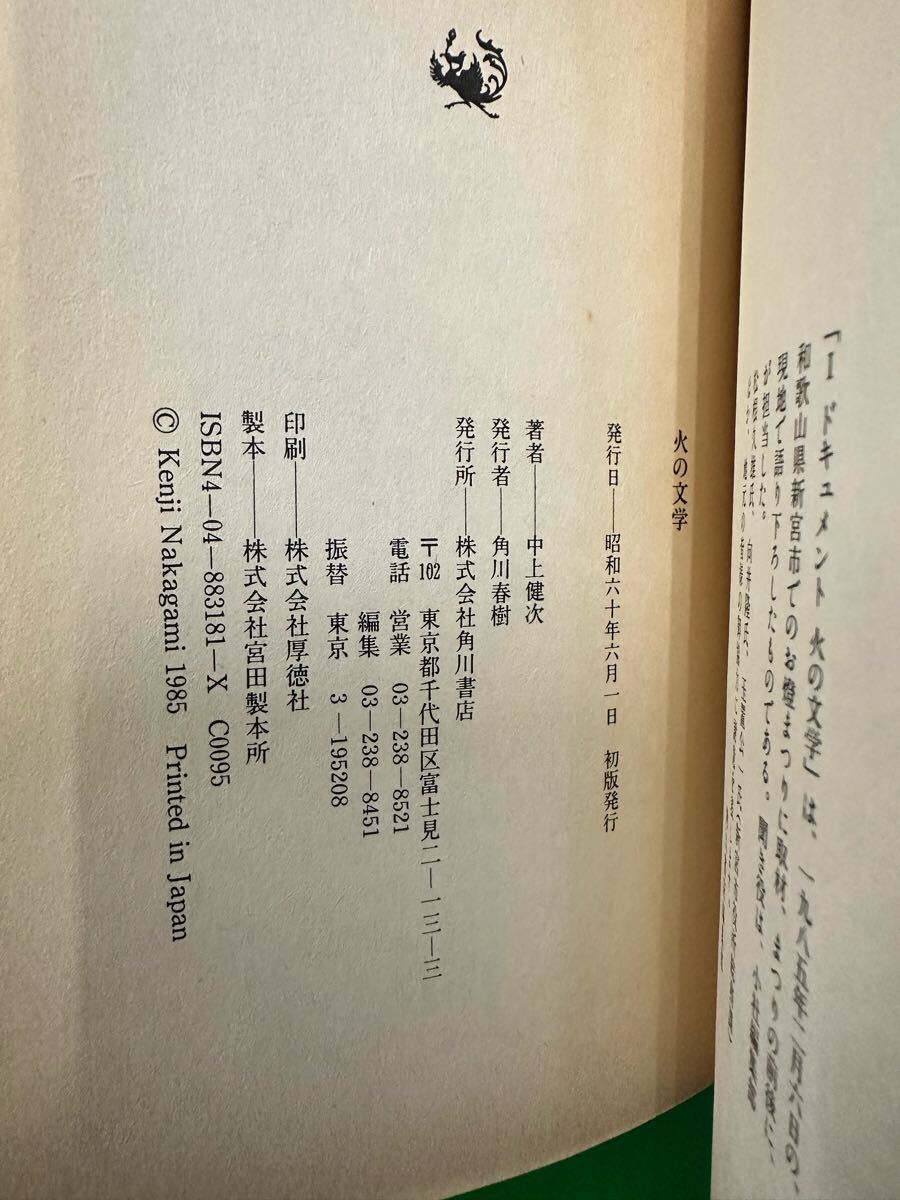 「I ドキュメント 火の文学」は、一九八五年二月六日の、
和歌山県新宮市でのお燈まつりに取材、まつりの直後に、
現地で語り下ろしたものである。
が担当した。
火の文学
発行日――昭和六十年六月一日 初版発行
著者――中上健次
発行者――角川春樹
発行所――株式会社角川書店
〒102 東京都千代田区富士見二―一三―三
電話 営業 03―238―8521
編集 03―238―8451
振替 東京 3―195208
印刷――株式会社厚徳社
製本――株式会社宮田製本所
ISBN4―04―883181―X C0095
© Kenji Nakagami 1985 Printed in Japan